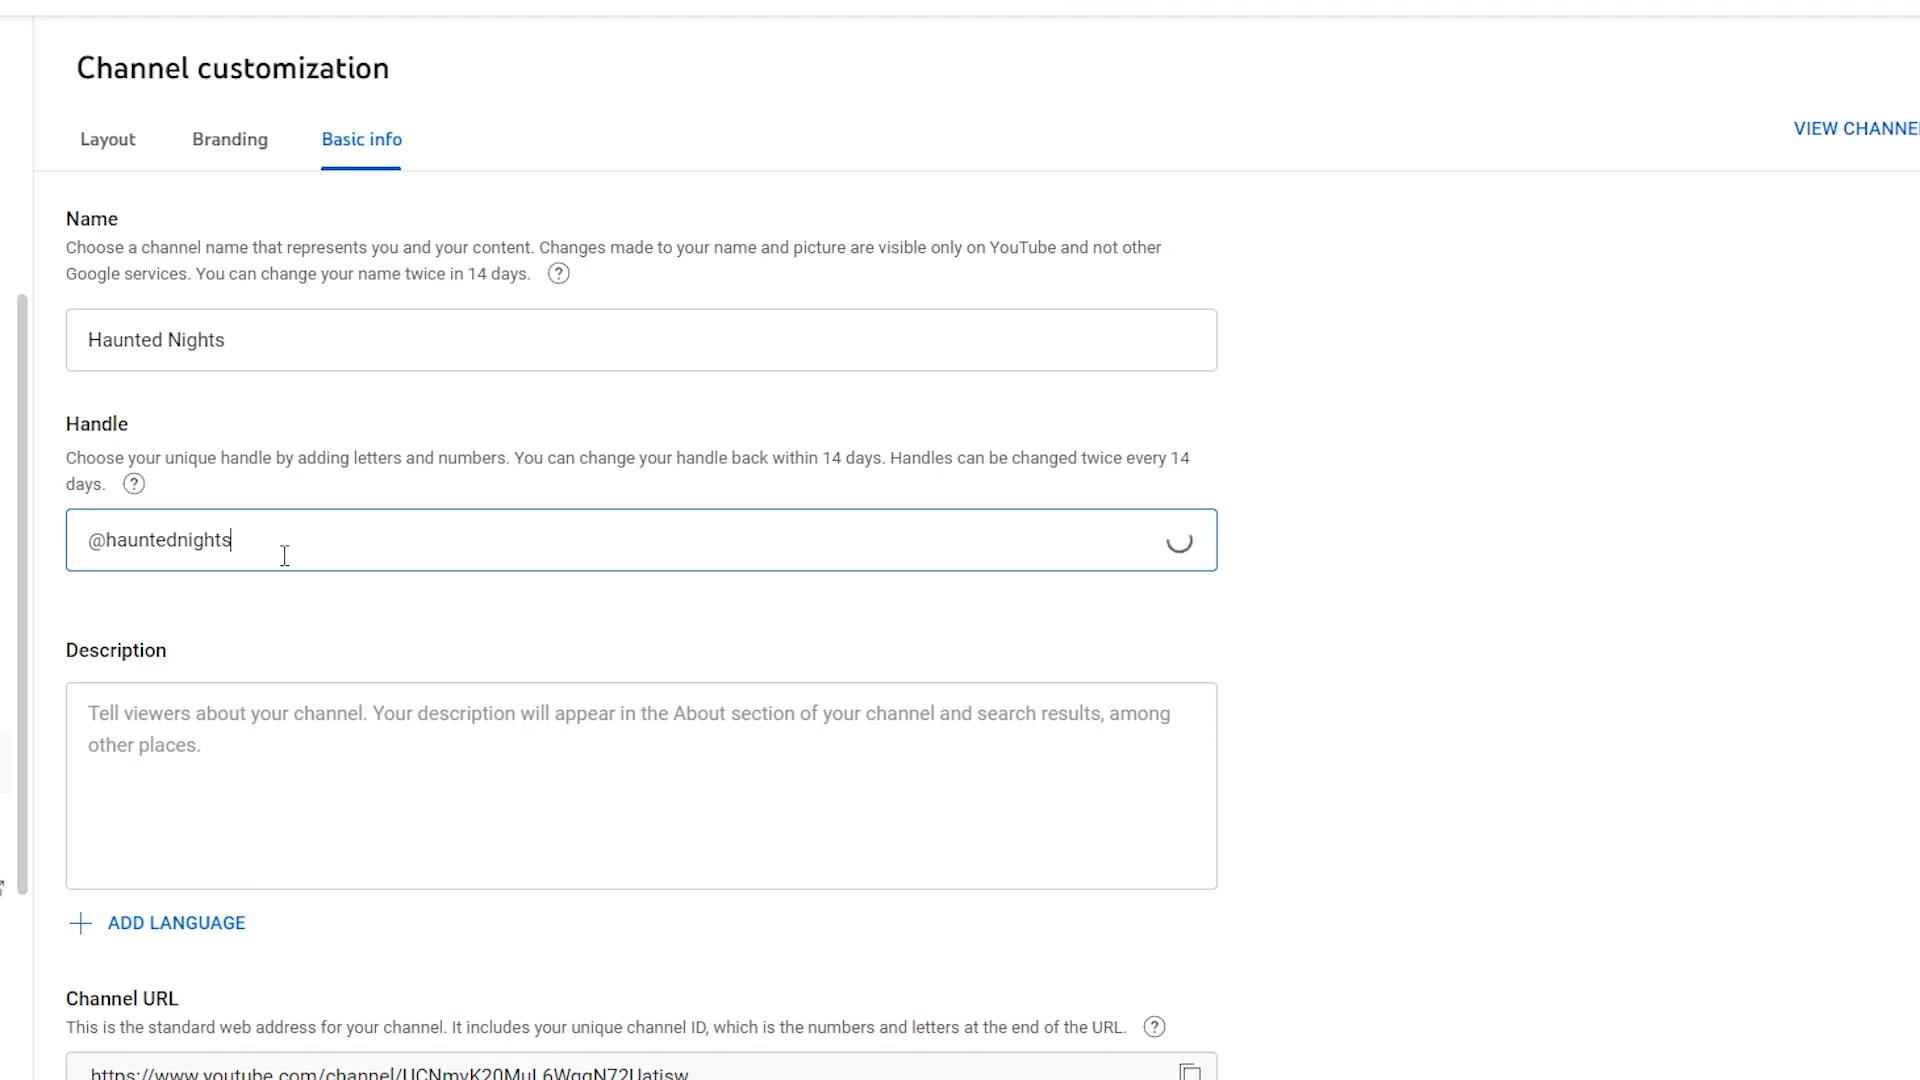 Channel customization
Layout Branding Basic info
VIEW CHANNEL
Name
Choose a channel name that represents you and your content. Changes made to your name and picture are visible only on YouTube and not other
Google services. You can change your name twice in 14 days.
Haunted Nights
Handle
Choose your unique handle by adding letters and numbers. You can change your handle back within 14 days. Handles can be changed twice every 14
days.
@hauntednights
Description
Tell viewers about your channel. Your description will appear in the About section of your channel and search results, among
other places.
ADD LANGUAGE
Channel URL
This is the standard web address for your channel. It includes your unique channel ID, which is the numbers and letters at the end of the URL.